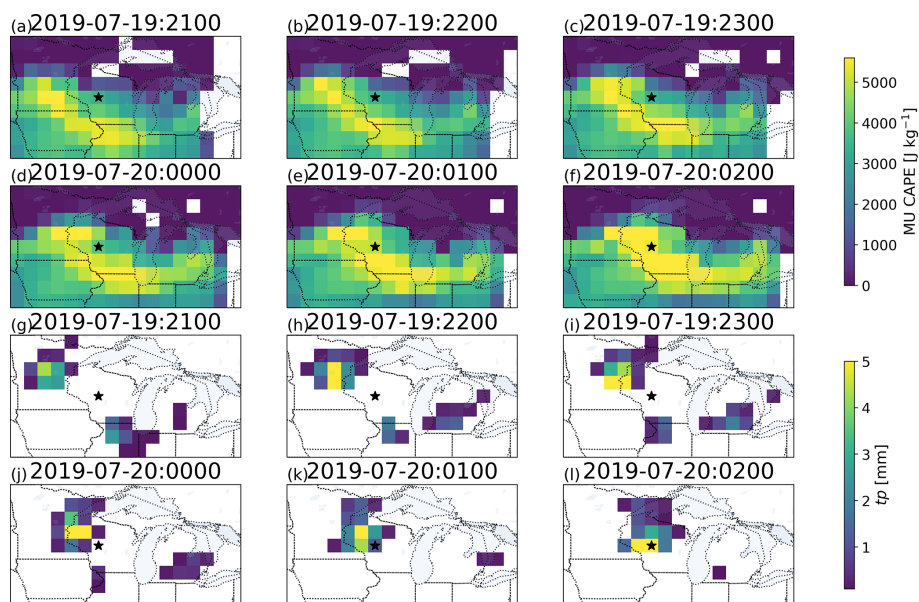 (a) 2019-07-19:2100
(b) 2019-07-19:2200
(c) 2019-07-19:2300
(d) 2019-07-20:0000
(e) 2019-07-20:0100
(f) 2019-07-20:0200
5000
4000
3000
2000
1000
0
MU CAPE [J kg⁻¹]
(g) 2019-07-19:2100
(h) 2019-07-19:2200
(i) 2019-07-19:2300
(j) 2019-07-20:0000
(k) 2019-07-20:0100
(l) 2019-07-20:0200
5
4
3
2
1
tp [mm]